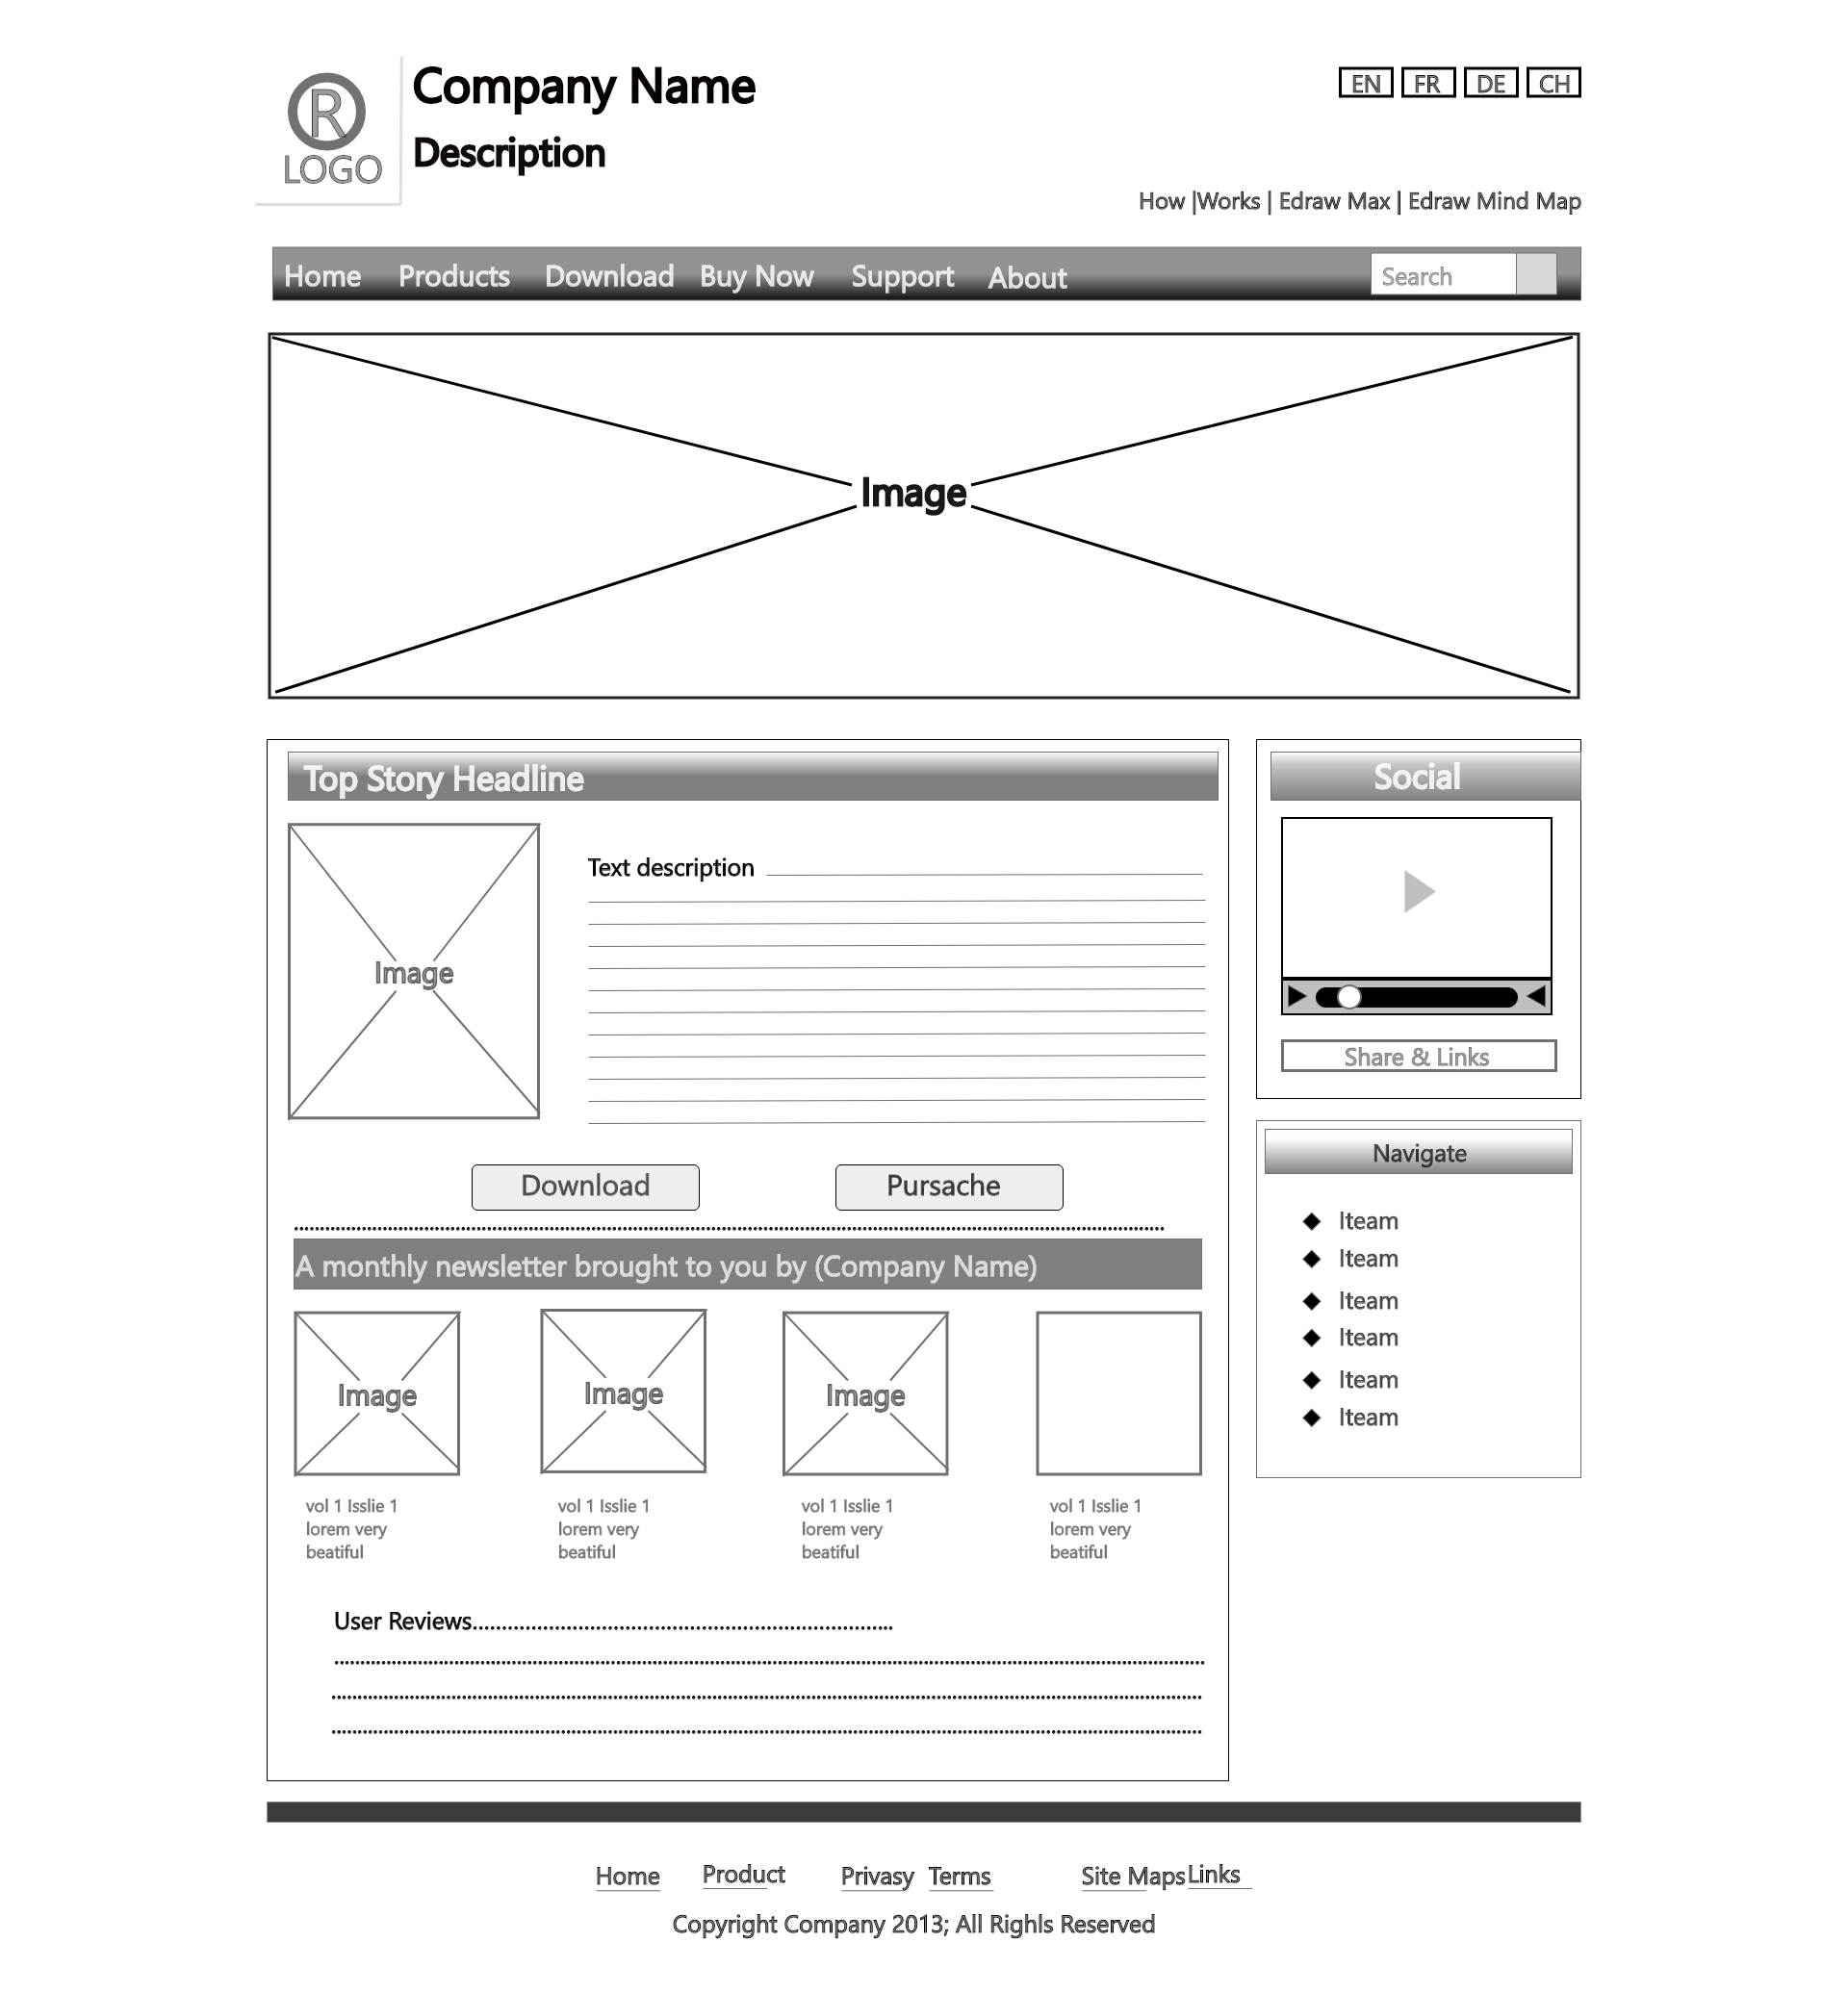 R
LOGO
Company Name
Description
EN FR DE CH
How |Works | Edraw Max | Edraw Mind Map
Home Products Download Buy Now Support About Search
Image
Top Story Headline
Image
Text description
Download Pursache
A monthly newsletter brought to you by (Company Name)
Image Image Image
vol 1 Isslie 1
lorem very
beatiful
vol 1 Isslie 1
lorem very
beatiful
vol 1 Isslie 1
lorem very
beatiful
vol 1 Isslie 1
lorem very
beatiful
User Reviews.......................................................................
Social
Share & Links
Navigate
Iteam
Iteam
Iteam
Iteam
Iteam
Iteam
Home Product Privasy Terms Site Maps Links
Copyright Company 2013; All Righls Reserved